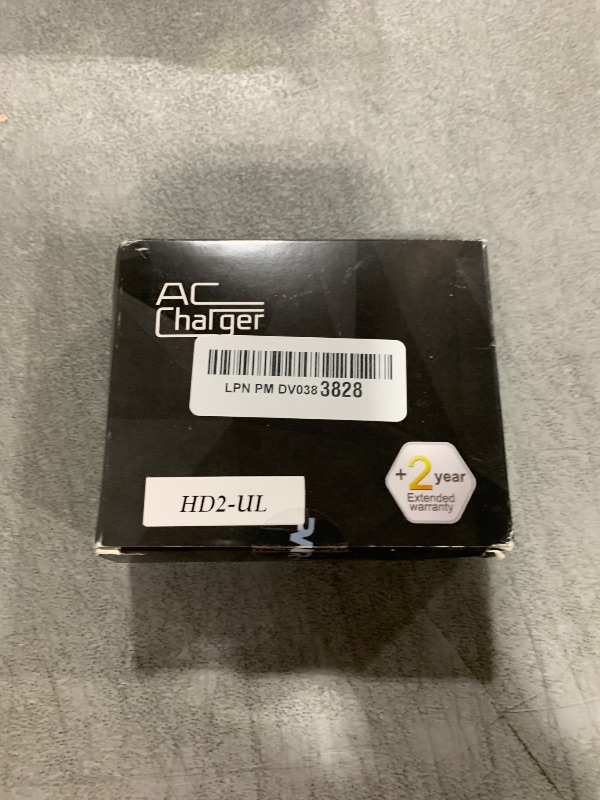 AC
Charger
LPN PM DV038 3828
+2 year
Extended
warranty
HD2-UL